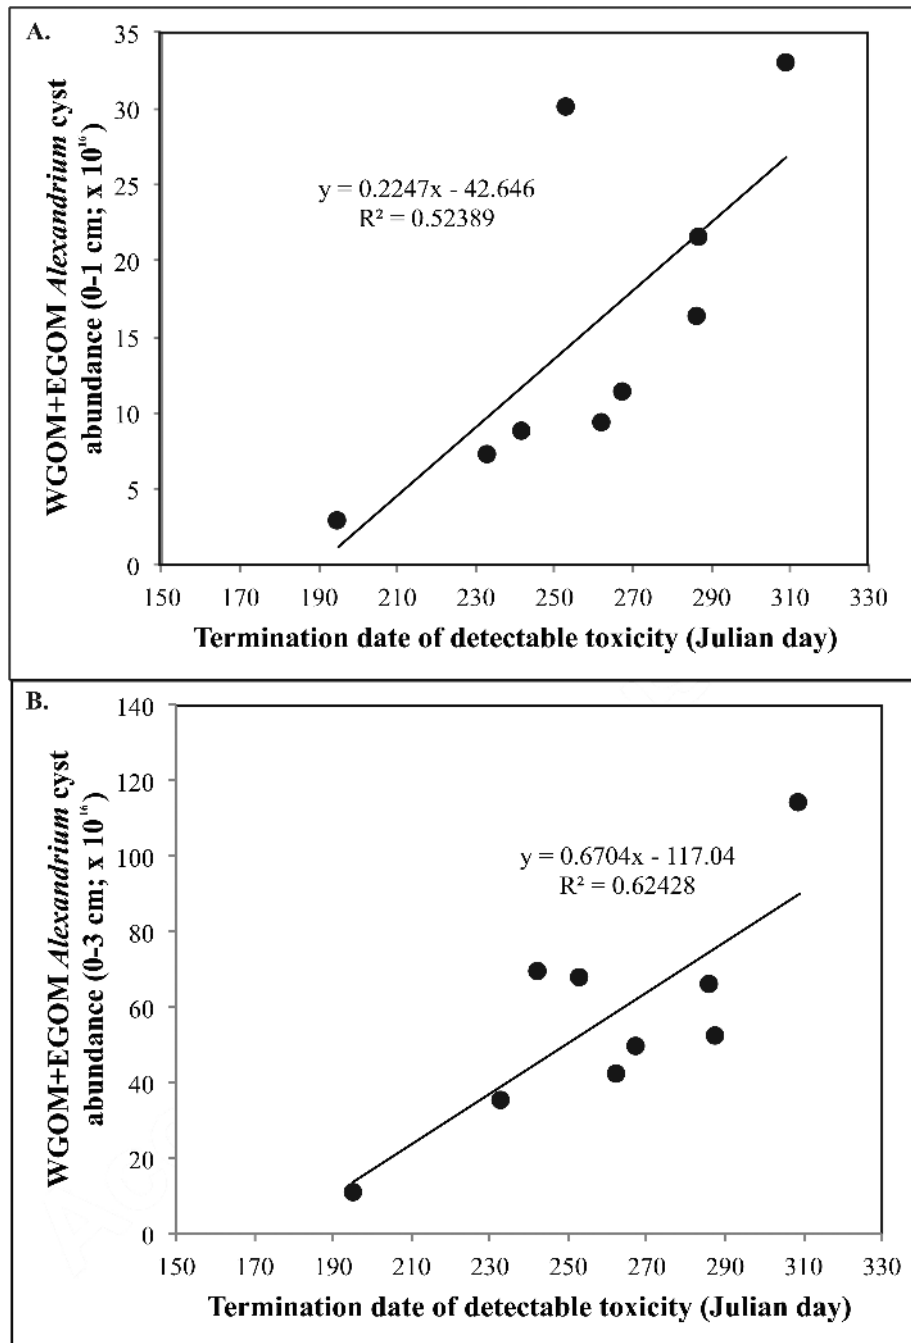 A.
WGOM+EGOM Alexandrium cyst
abundance (0-1 cm; x 10¹⁶)
35
30
25
20
15
10
5
0
y = 0.2247x - 42.646
R² = 0.52389
150 170 190 210 230 250 270 290 310 330
Termination date of detectable toxicity (Julian day)
B.
WGOM+EGOM Alexandrium cyst
abundance (0-3 cm; x 10¹⁶)
140
120
100
80
60
40
20
0
y = 0.6704x - 117.04
R² = 0.62428
150 170 190 210 230 250 270 290 310 330
Termination date of detectable toxicity (Julian day)